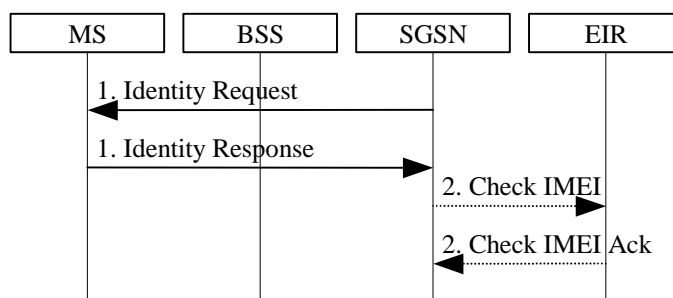 MS BSS SGSN EIR
1. Identity Request
1. Identity Response
2. Check IMEI
2. Check IMEI Ack